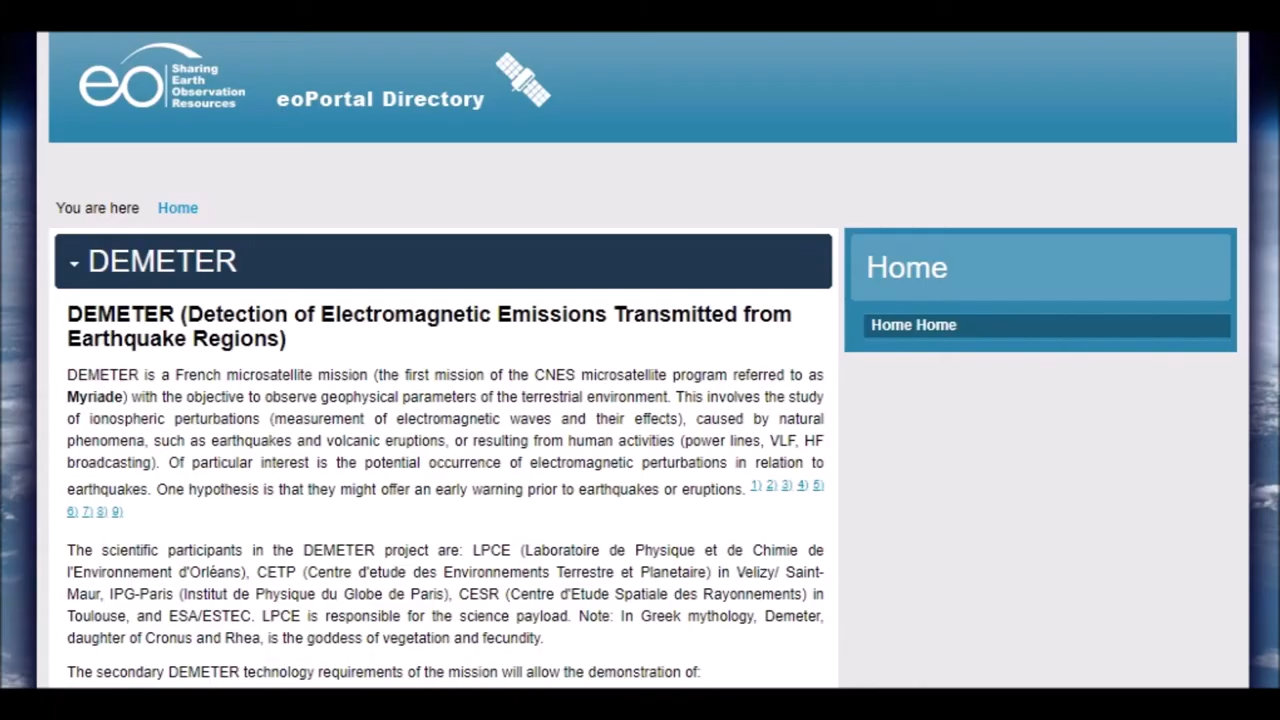 eo Sharing
Earth
Observation
Resources
eoPortal Directory
You are here Home
DEMETER
DEMETER (Detection of Electromagnetic Emissions Transmitted from
Earthquake Regions)
DEMETER is a French microsatellite mission (the first mission of the CNES microsatellite program referred to as
Myriade) with the objective to observe geophysical parameters of the terrestrial environment. This involves the study
of ionospheric perturbations (measurement of electromagnetic waves and their effects), caused by natural
phenomena, such as earthquakes and volcanic eruptions, or resulting from human activities (power lines, VLF, HF
broadcasting). Of particular interest is the potential occurrence of electromagnetic perturbations in relation to
earthquakes. One hypothesis is that they might offer an early warning prior to earthquakes or eruptions. 1) 2) 3) 4) 5)
6) 7) 8) 9)
The scientific participants in the DEMETER project are: LPCE (Laboratoire de Physique et de Chimie de
l'Environnement d'Orléans), CETP (Centre d'etude des Environnements Terrestre et Planetaire) in Velizy/ Saint-
Maur, IPG-Paris (Institut de Physique du Globe de Paris), CESR (Centre d'Etude Spatiale des Rayonnements) in
Toulouse, and ESA/ESTEC. LPCE is responsible for the science payload. Note: In Greek mythology, Demeter,
daughter of Cronus and Rhea, is the goddess of vegetation and fecundity.
The secondary DEMETER technology requirements of the mission will allow the demonstration of:
Home
Home Home